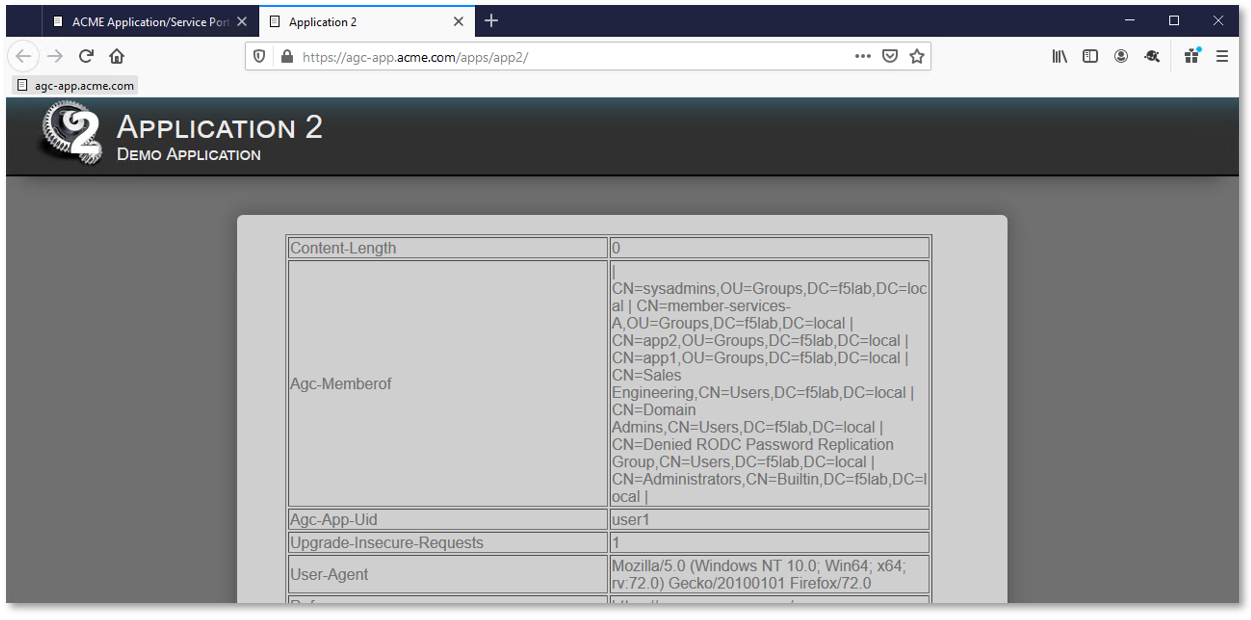 ACME Application/Service Port
Application 2
https://agc-app.acme.com/apps/app2/
agc-app.acme.com
2
Application 2
Demo Application
Content-Length
0
Agc-Memberof
|
CN=sysadmins,OU=Groups,DC=f5lab,DC=loc
al | CN=member-services-
A,OU=Groups,DC=f5lab,DC=local |
CN=app2,OU=Groups,DC=f5lab,DC=local |
CN=app1,OU=Groups,DC=f5lab,DC=local |
CN=Sales
Engineering,CN=Users,DC=f5lab,DC=local |
CN=Domain
Admins,CN=Users,DC=f5lab,DC=local |
CN=Denied RODC Password Replication
Group,CN=Users,DC=f5lab,DC=local |
CN=Administrators,CN=Builtin,DC=f5lab,DC=l
ocal |
Agc-App-Uid
user1
Upgrade-Insecure-Requests
1
User-Agent
Mozilla/5.0 (Windows NT 10.0; Win64; x64;
rv:72.0) Gecko/20100101 Firefox/72.0